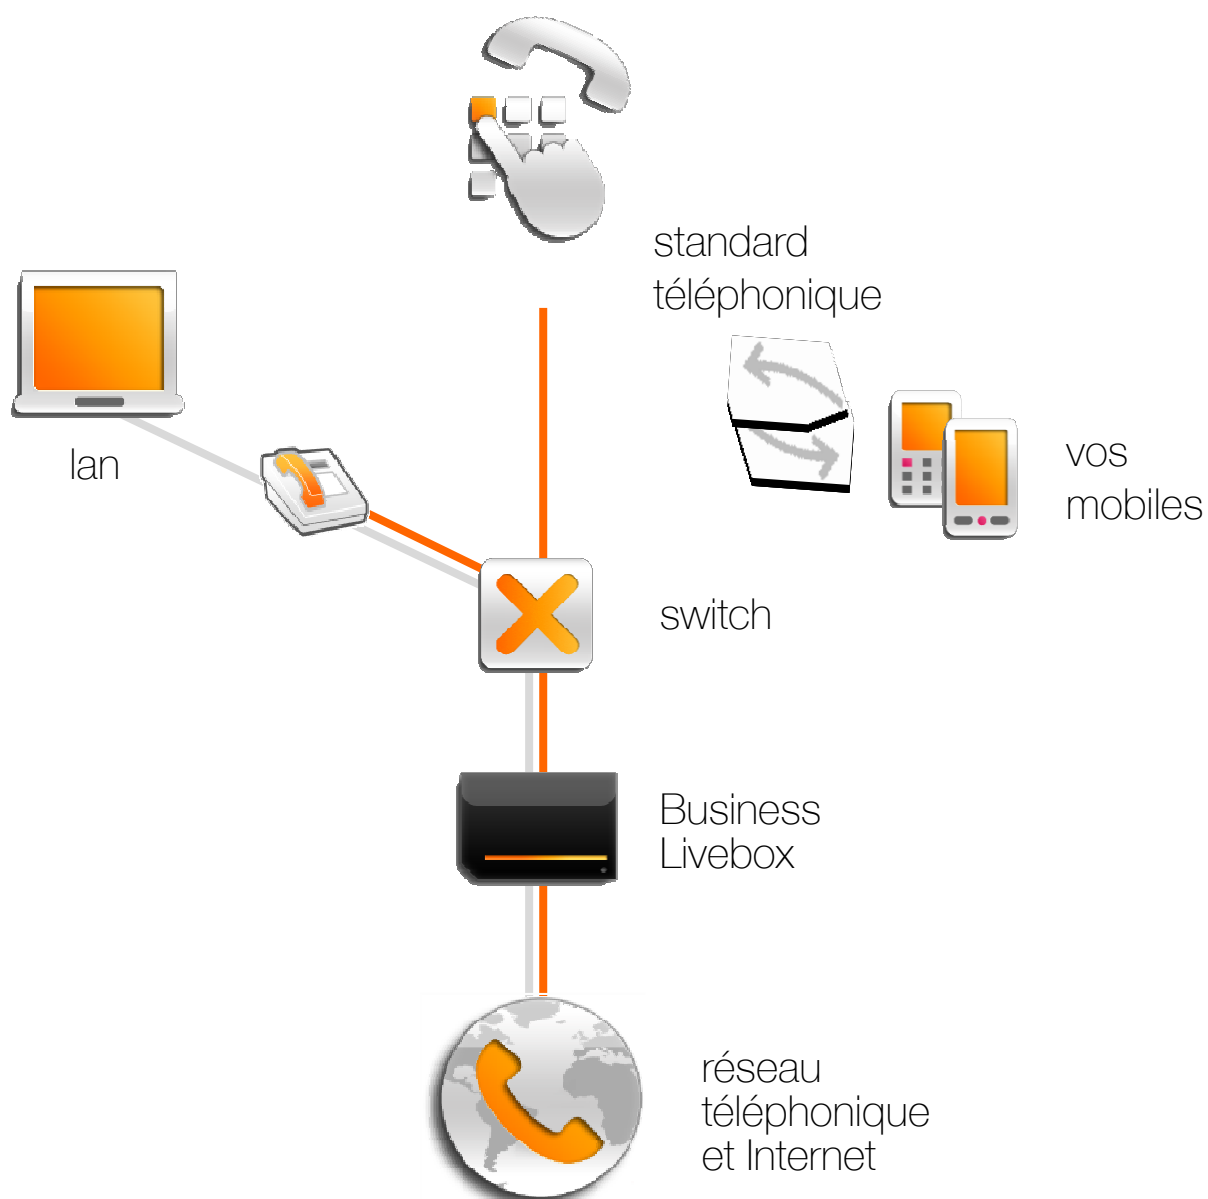 standard
téléphonique
lan
vos
mobiles
switch
Business
Livebox
réseau
téléphonique
et Internet